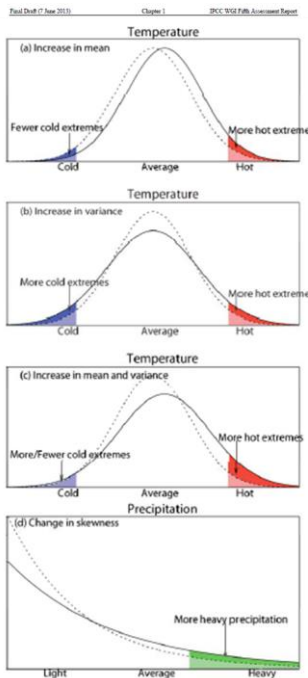 Final Draft (7 June 2013) Chapter 1 IPCC WGI Fifth Assessment Report
Temperature
(a) Increase in mean
Fewer cold extremes
More hot extreme
Cold Average Hot
Temperature
(b) Increase in variance
More cold extremes
More hot extreme
Cold Average Hot
Temperature
(c) Increase in mean and variance
More hot extremes
More/Fewer cold extremes
Cold Average Hot
Precipitation
(d) Change in skewness
More heavy precipitation
Light Average Heavy